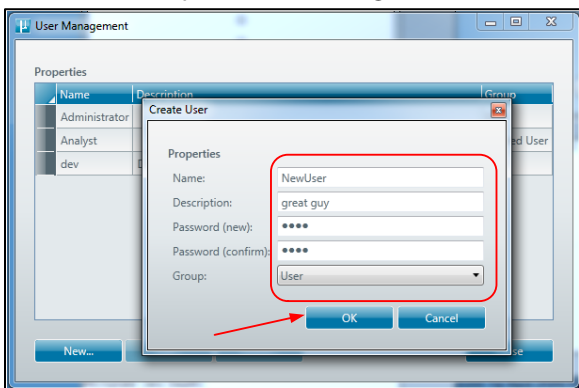 User Management
Properties
Name Description Group
Administrator
Analyst ed User
dev
Create User
Properties
Name: NewUser
Description: great guy
Password (new): ••••
Password (confirm): ••••
Group: User
OK Cancel
New... se